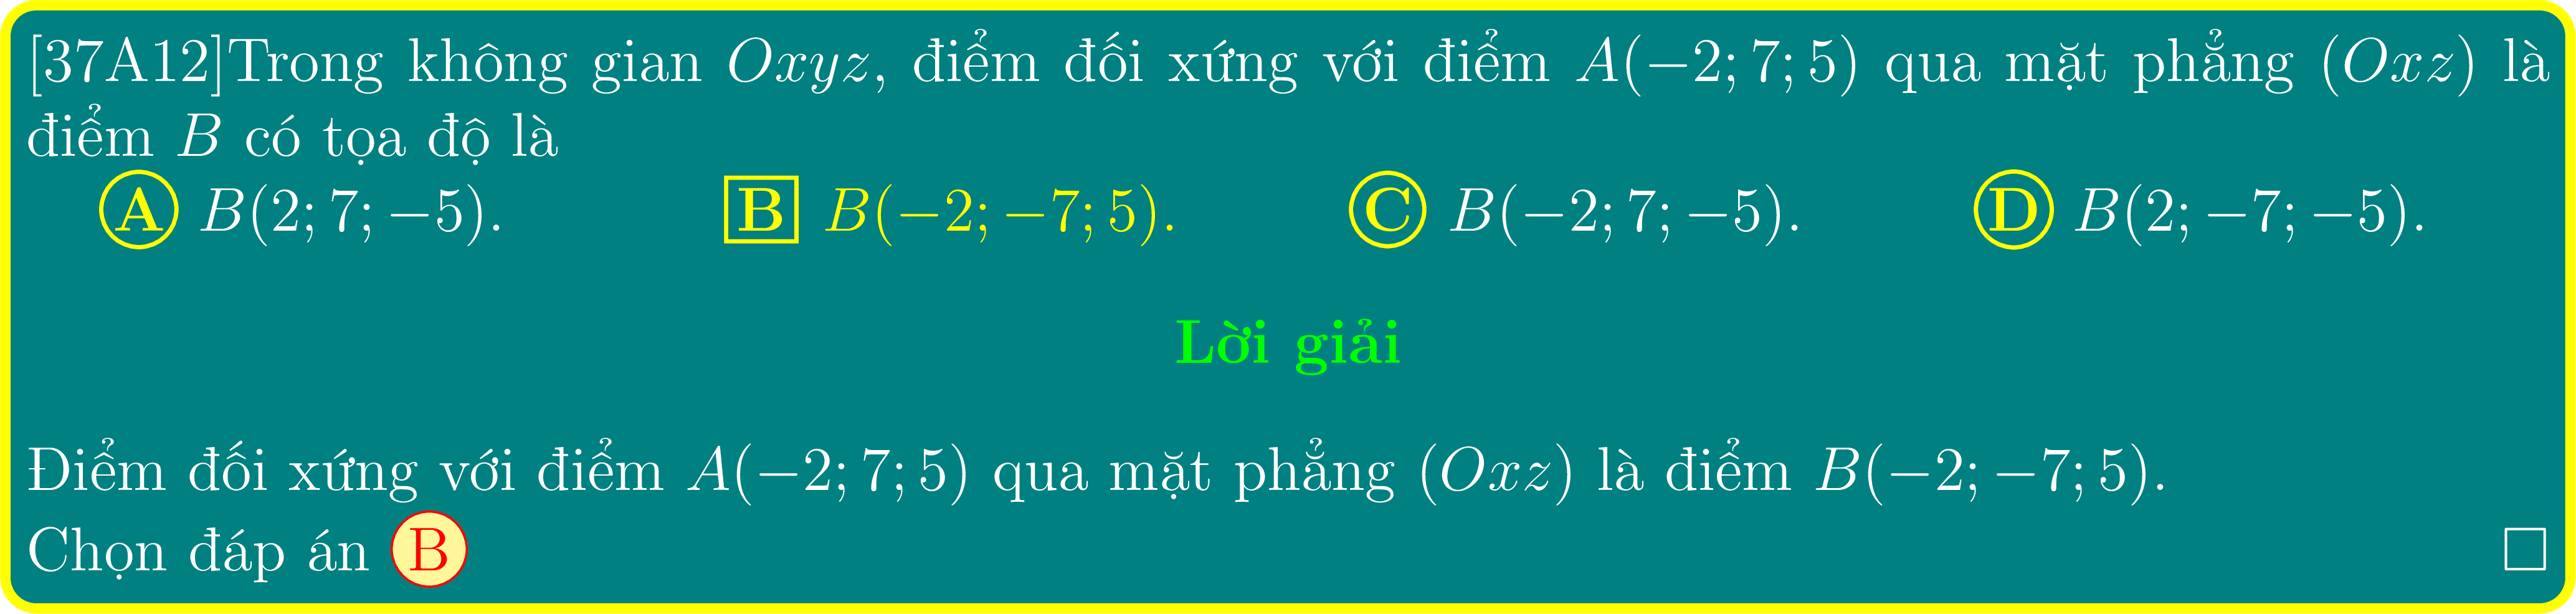 [37A12]Trong không gian Oxyz, điểm đối xứng với điểm A(−2; 7; 5) qua mặt phẳng (Oxz) là
điểm B có tọa độ là
A B(2; 7; −5). B B(−2; −7; 5). C B(−2; 7; −5). D B(2; −7; −5).
Lời giải
Điểm đối xứng với điểm A(−2; 7; 5) qua mặt phẳng (Oxz) là điểm B(−2; −7; 5).
Chọn đáp án B □